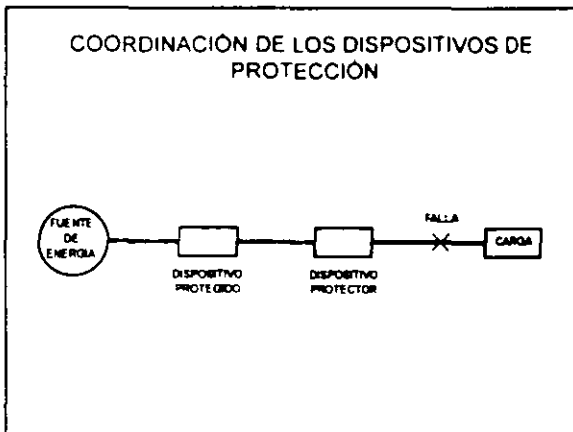 COORDINACIÓN DE LOS DISPOSITIVOS DE
PROTECCIÓN
FUENTE
DE
ENERGIA
FALLA
CARGA
DISPOSITIVO
PROTEGIDO
DISPOSITIVO
PROTECTOR